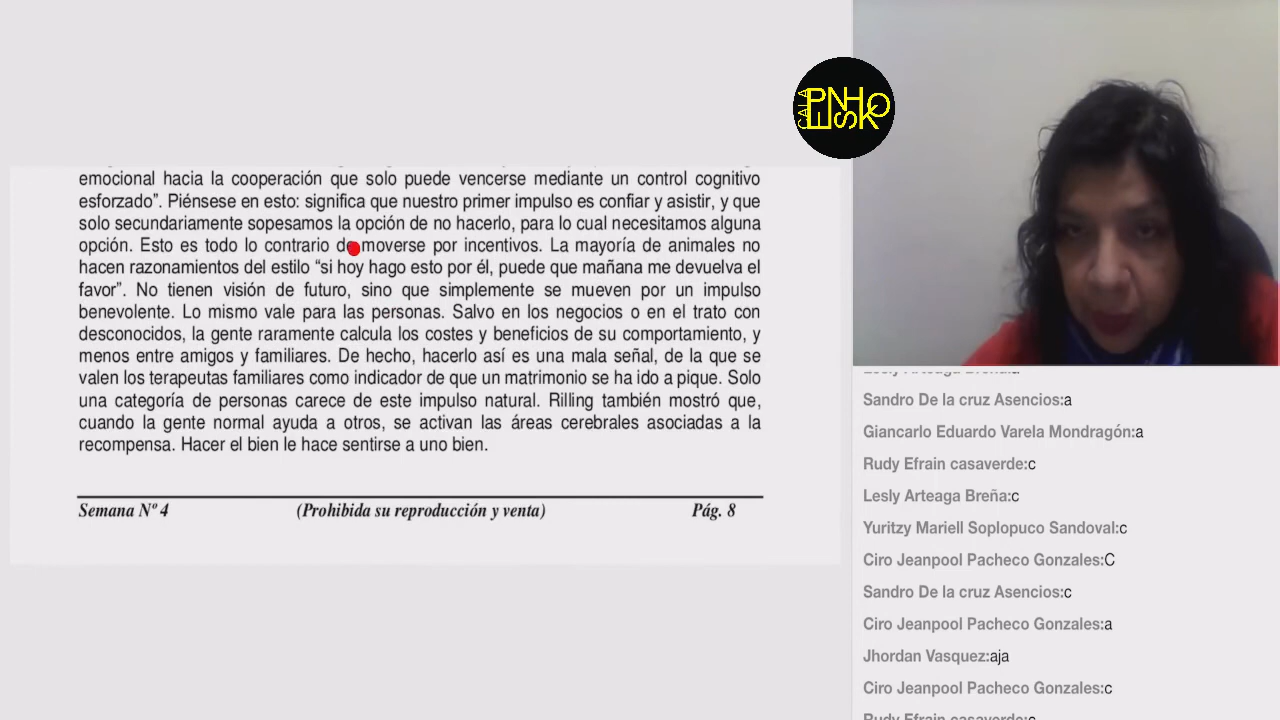 emocional hacia la cooperación que solo puede vencerse mediante un control cognitivo
esforzado”. Piénsese en esto: significa que nuestro primer impulso es confiar y asistir, y que
solo secundariamente sopesamos la opción de no hacerlo, para lo cual necesitamos alguna
opción. Esto es todo lo contrario de moverse por incentivos. La mayoría de animales no
hacen razonamientos del estilo “si hoy hago esto por él, puede que mañana me devuelva el
favor”. No tienen visión de futuro, sino que simplemente se mueven por un impulso
benevolente. Lo mismo vale para las personas. Salvo en los negocios o en el trato con
desconocidos, la gente raramente calcula los costes y beneficios de su comportamiento, y
menos entre amigos y familiares. De hecho, hacerlo así es una mala señal, de la que se
valen los terapeutas familiares como indicador de que un matrimonio se ha ido a pique. Solo
una categoría de personas carece de este impulso natural. Rilling también mostró que,
cuando la gente normal ayuda a otros, se activan las áreas cerebrales asociadas a la
recompensa. Hacer el bien le hace sentirse a uno bien.
Semana Nº 4 (Prohibida su reproducción y venta) Pág. 8
Sandro De la cruz Asencios:a
Giancarlo Eduardo Varela Mondragón:a
Rudy Efrain casaverde:c
Lesly Arteaga Breña:c
Yuritzy Mariell Soplopuco Sandoval:c
Ciro Jeanpool Pacheco Gonzales:C
Sandro De la cruz Asencios:c
Ciro Jeanpool Pacheco Gonzales:a
Jhordan Vasquez:aja
Ciro Jeanpool Pacheco Gonzales:c
Rudy Efrain casaverde:c